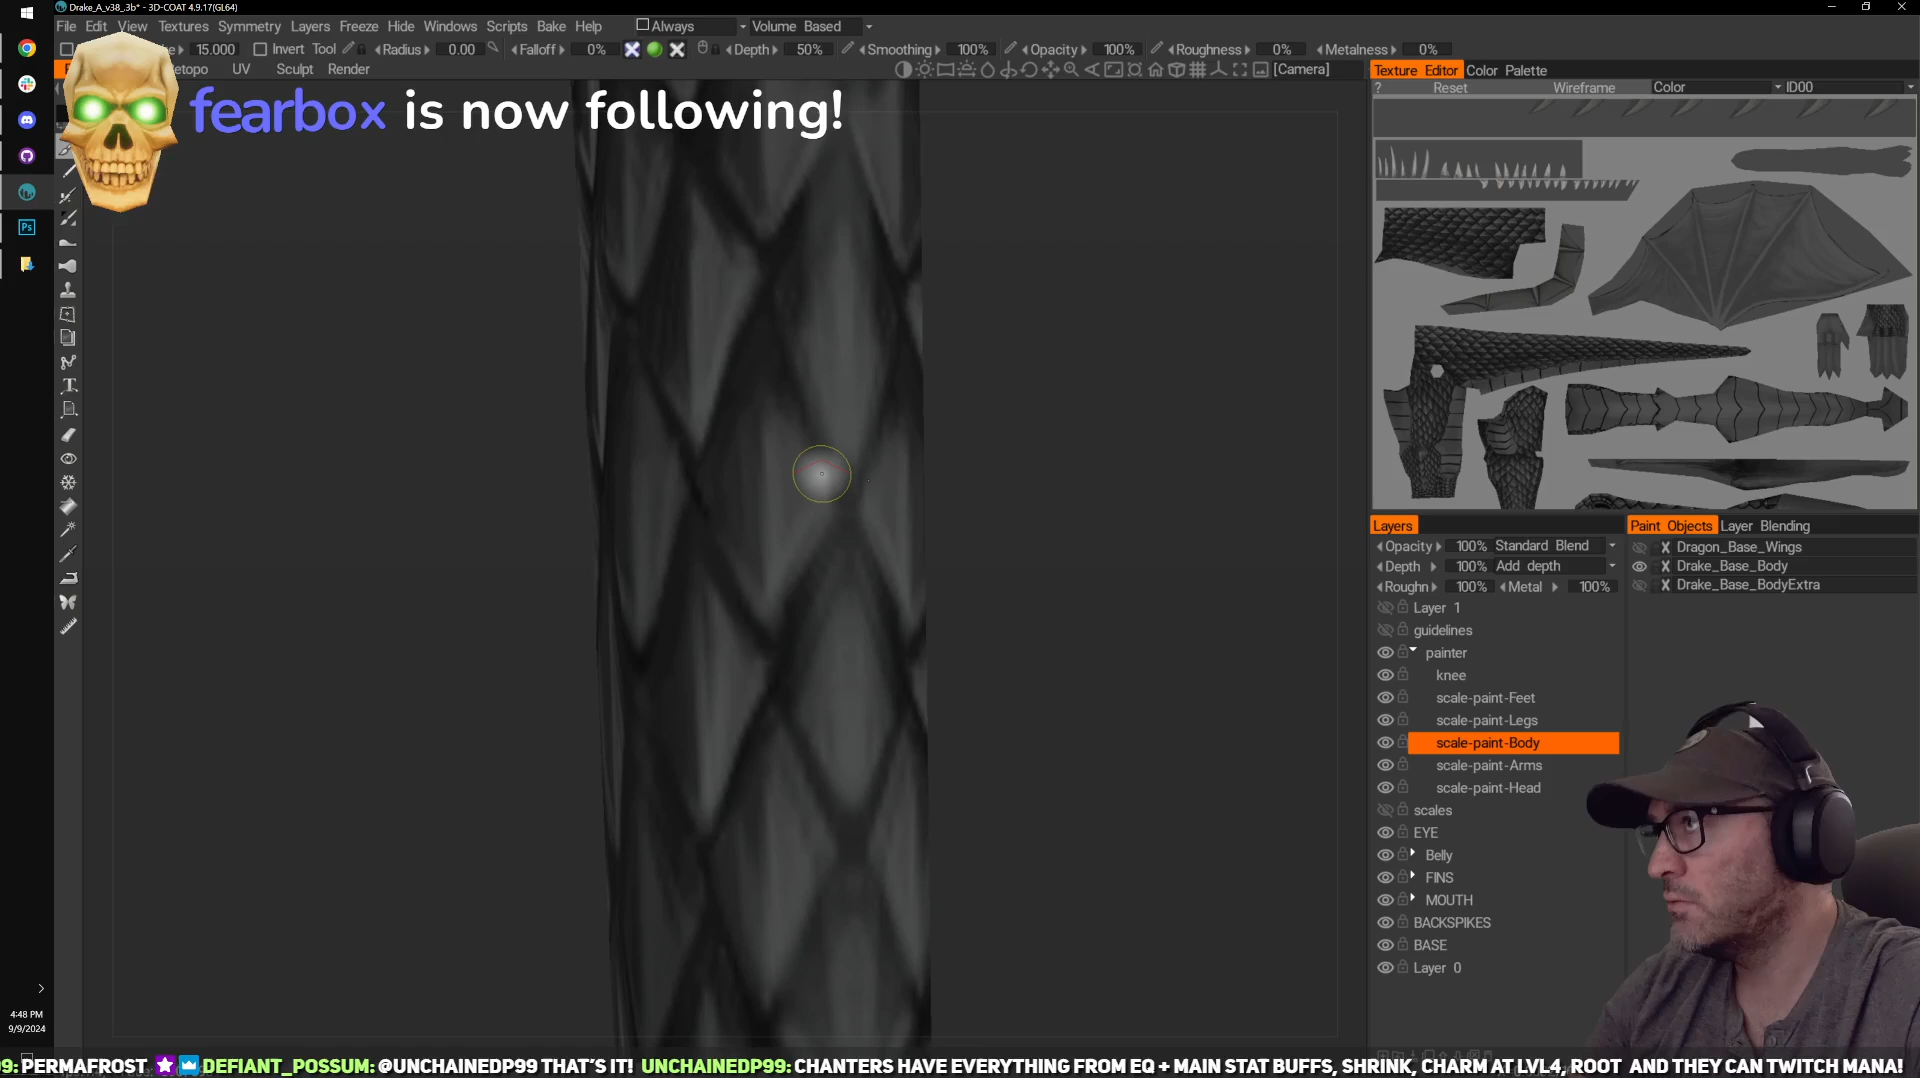 Drake_A_v38_.3b* - 3D-COAT 4.9.17(GL64)
File Edit View Textures Symmetry Layers Freeze Hide Windows Scripts Bake Help Always Volume Based
15.000 Invert Tool Radius 0.00 Falloff 0% Depth 50% Smoothing 100% Opacity 100% Roughness 0% Metalness 0%
etopo UV Sculpt Render [Camera]
fearbox is now following!
Texture Editor Color Palette
? Reset Wireframe Color ID00
Layers
Opacity 100% Standard Blend
Depth 100% Add depth
Roughn 100% Metal 100%
Layer 1
guidelines
painter
knee
scale-paint-Feet
scale-paint-Legs
scale-paint-Body
scale-paint-Arms
scale-paint-Head
scales
EYE
Belly
FINS
MOUTH
BACKSPIKES
BASE
Layer 0
Paint Objects Layer Blending
X Dragon_Base_Wings
X Drake_Base_Body
X Drake_Base_BodyExtra
Ps
4:48 PM
9/9/2024
99: PERMAFROST DEFIANT_POSSUM: @UNCHAINEDP99 THAT'S IT! UNCHAINEDP99: CHANTERS HAVE EVERYTHING FROM EQ + MAIN STAT BUFFS, SHRINK, CHARM AT LVL4, ROOT AND THEY CAN TWITCH MANA!